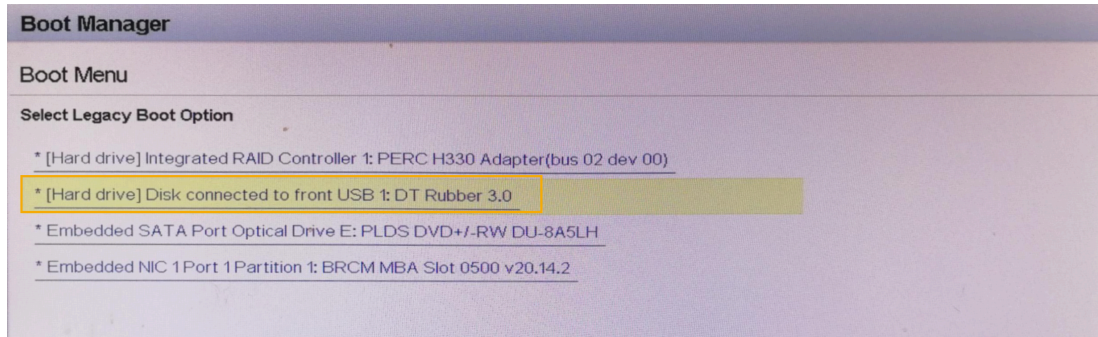 Boot Manager
Boot Menu
Select Legacy Boot Option
* [Hard drive] Integrated RAID Controller 1: PERC H330 Adapter(bus 02 dev 00)
* [Hard drive] Disk connected to front USB 1: DT Rubber 3.0
* Embedded SATA Port Optical Drive E: PLDS DVD+/-RW DU-8A5LH
* Embedded NIC 1 Port 1 Partition 1: BRCM MBA Slot 0500 v20.14.2